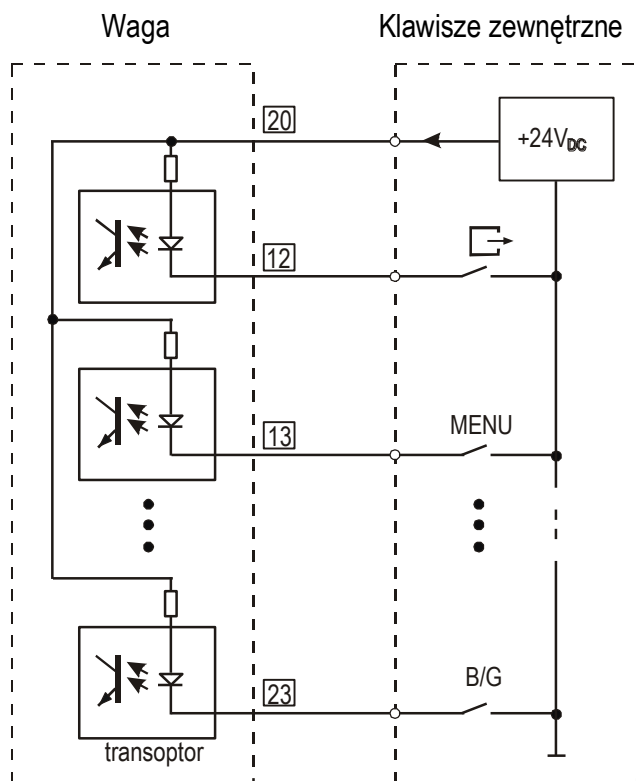 Waga
Klawisze zewnętrzne
20
+24VDC
12
13
MENU
B/G
23
transoptor